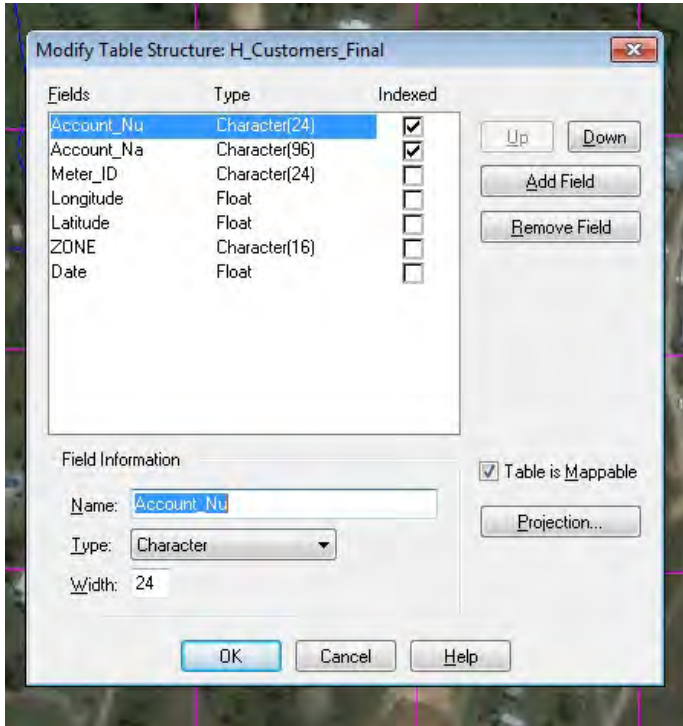 Modify Table Structure: H_Customers_Final
Fields Type Indexed
Account_Nu Character(24)
Account_Na Character(96)
Meter_ID Character(24)
Longitude Float
Latitude Float
ZONE Character(16)
Date Float
Up Down
Add Field
Remove Field
Field Information
Table is Mappable
Name: Account_Nu
Projection...
Type: Character
Width: 24
OK Cancel Help